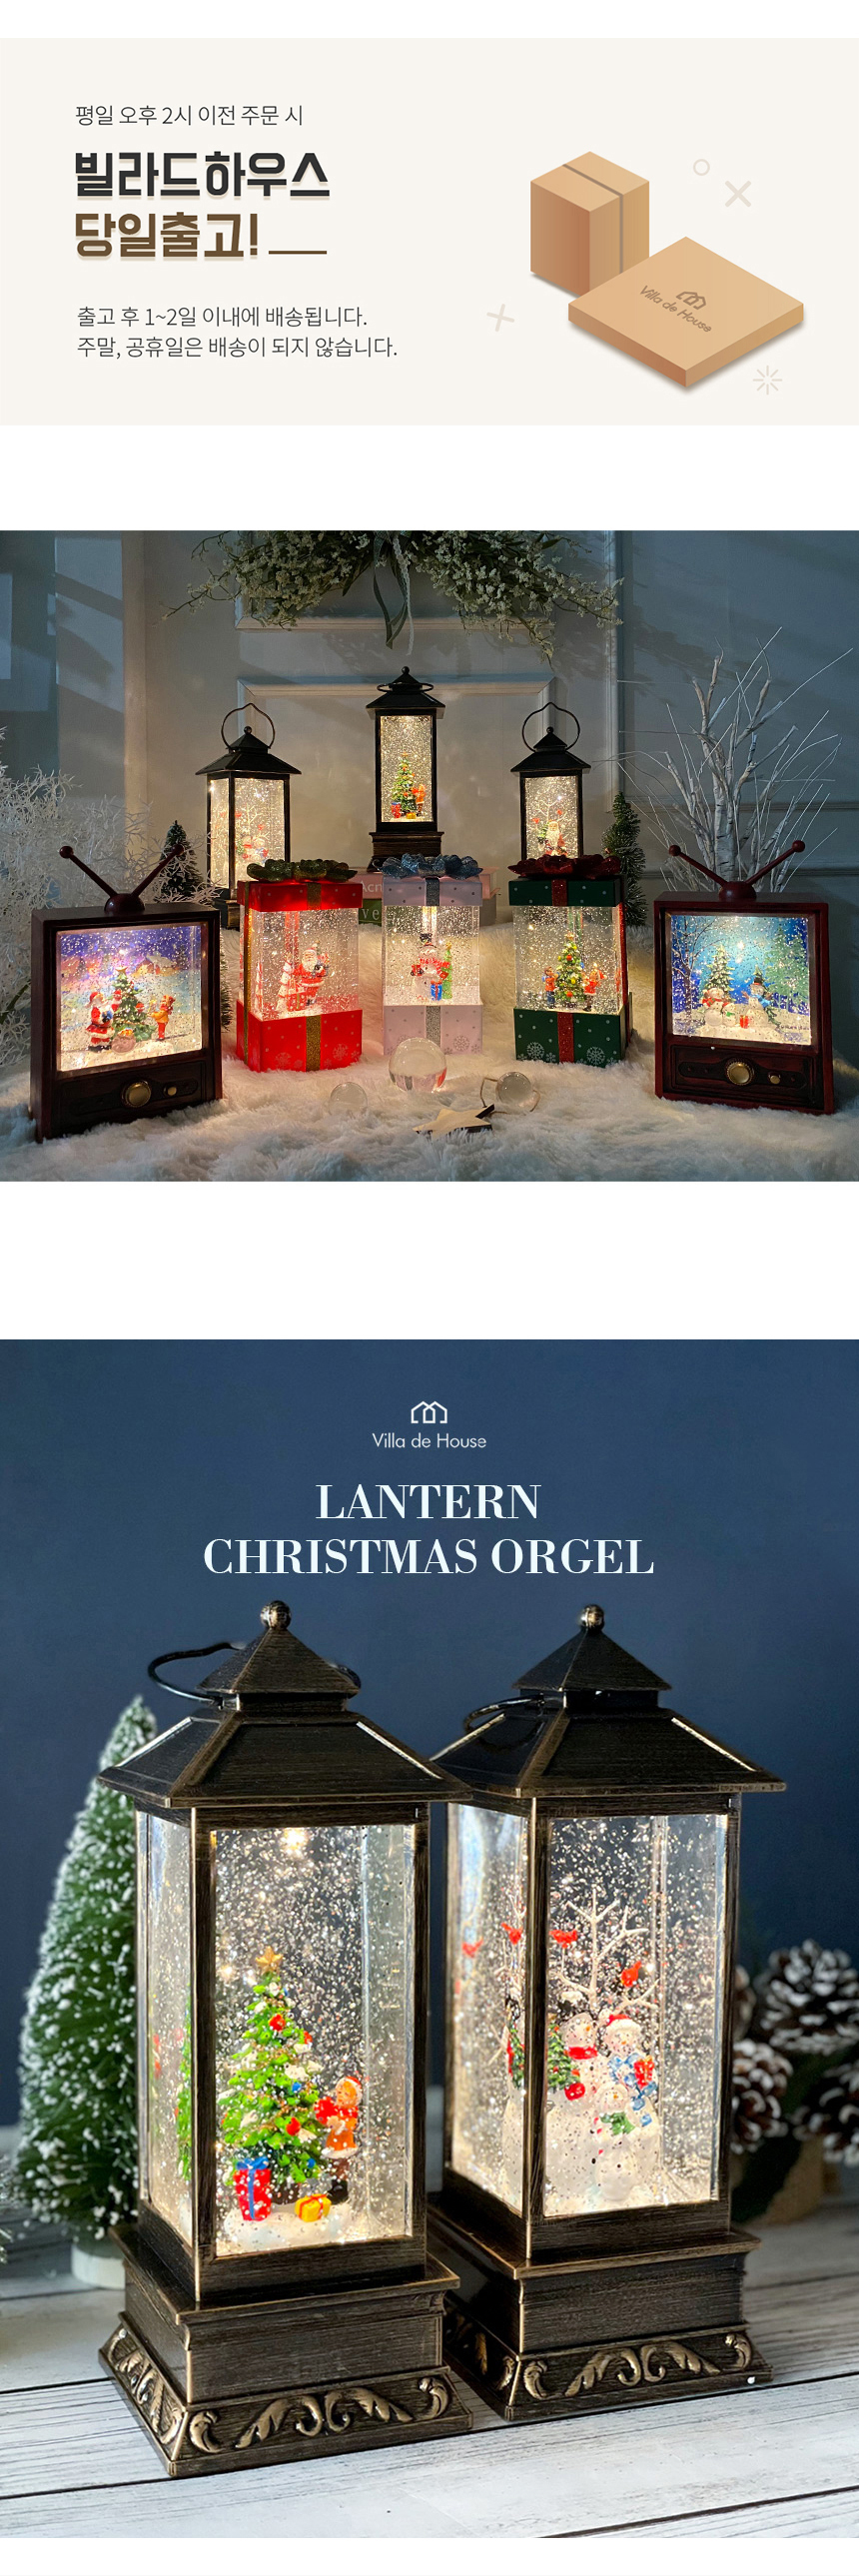 평일 오후 2시 이전 주문 시
빌라드하우스
당일출고!
출고 후 1~2일 이내에 배송됩니다.
주말, 공휴일은 배송이 되지 않습니다.
Villa de House
Villa de House
LANTERN
CHRISTMAS ORGEL